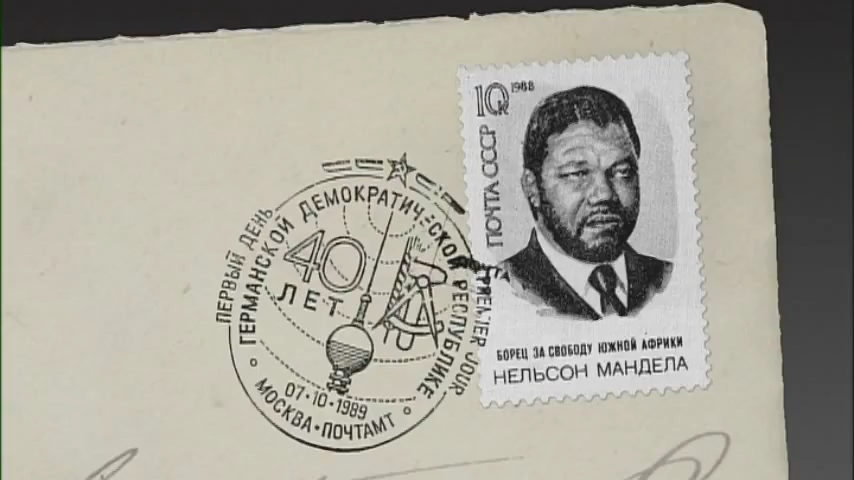 10к 1988
ПОЧТА СССР
БОРЕЦ ЗА СВОБОДУ ЮЖНОЙ АФРИКИ
НЕЛЬСОН МАНДЕЛА
ПЕРВЫЙ ДЕНЬ
PREMIER JOUR
ГЕРМАНСКОЙ ДЕМОКРАТИЧЕСКОЙ РЕСПУБЛИКЕ
40
ЛЕТ
07·10·1989
МОСКВА·ПОЧТАМТ